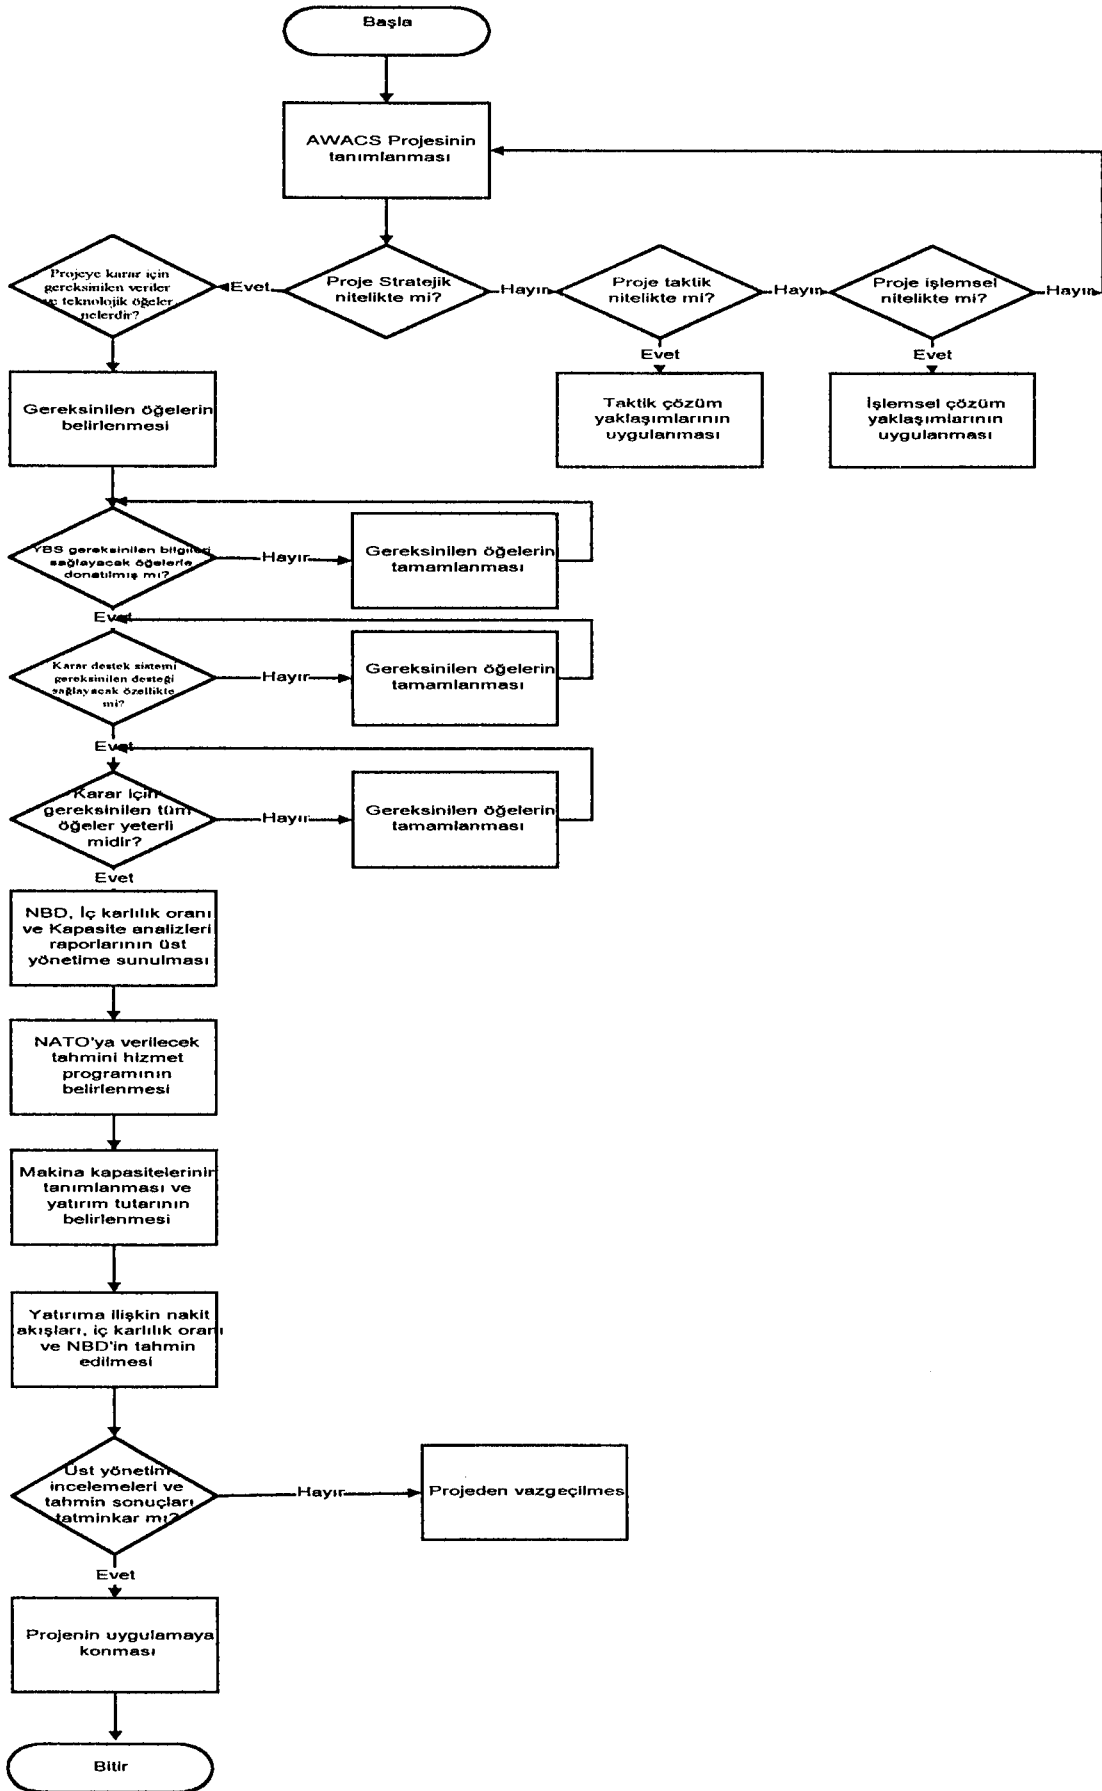 Başla
AWACS Projesinin
tanımlanması
Projeye karar için
gereksinilen veriler
ve teknolojik öğeler
nelerdir?
Evet
Proje Stratejik
nitelikte mi?
Hayır
Proje taktik
nitelikte mi?
Hayır
Proje işlemsel
nitelikte mi?
Hayır
Evet
Evet
Gereksinilen öğelerin
belirlenmesi
Taktik çözüm
yaklaşımlarının
uygulanması
İşlemsel çözüm
yaklaşımlarının
uygulanması
YBS gereksinilen bilgileri
sağlayacak öğelerle
donatılmış mı?
Hayır
Gereksinilen öğelerin
tamamlanması
Evet
Karar destek sistemi
gereksinilen desteği
sağlayacak özellikte
mi?
Hayır
Gereksinilen öğelerin
tamamlanması
Evet
Karar için
gereksinilen tüm
öğeler yeterli
midir?
Hayır
Gereksinilen öğelerin
tamamlanması
Evet
NBD, İç karlılık oranı
ve Kapasite analizleri
raporlarının üst
yönetime sunulması
NATO'ya verilecek
tahmini hizmet
programının
belirlenmesi
Makina kapasitelerinin
tanımlanması ve
yatırım tutarının
belirlenmesi
Yatırıma ilişkin nakit
akışları, iç karlılık oranı
ve NBD'in tahmin
edilmesi
Üst yönetim
incelemeleri ve
tahmin sonuçları
tatminkar mı?
Hayır
Projeden vazgeçilmes
Evet
Projenin uygulamaya
konması
Bitir